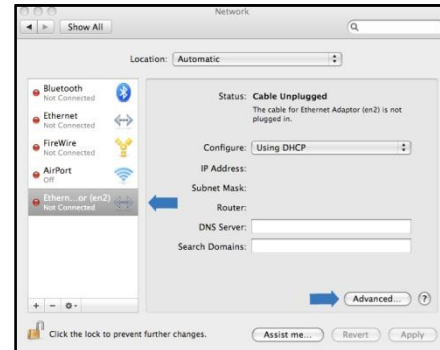 Network
Show All
Location: Automatic
Bluetooth
Not Connected
Ethernet
Not Connected
FireWire
Not Connected
AirPort
Off
Ethern...or (en2)
Not Connected
Status: Cable Unplugged
The cable for Ethernet Adaptor (en2) is not
plugged in.
Configure: Using DHCP
IP Address:
Subnet Mask:
Router:
DNS Server:
Search Domains:
Advanced... ?
Click the lock to prevent further changes.
Assist me... Revert Apply